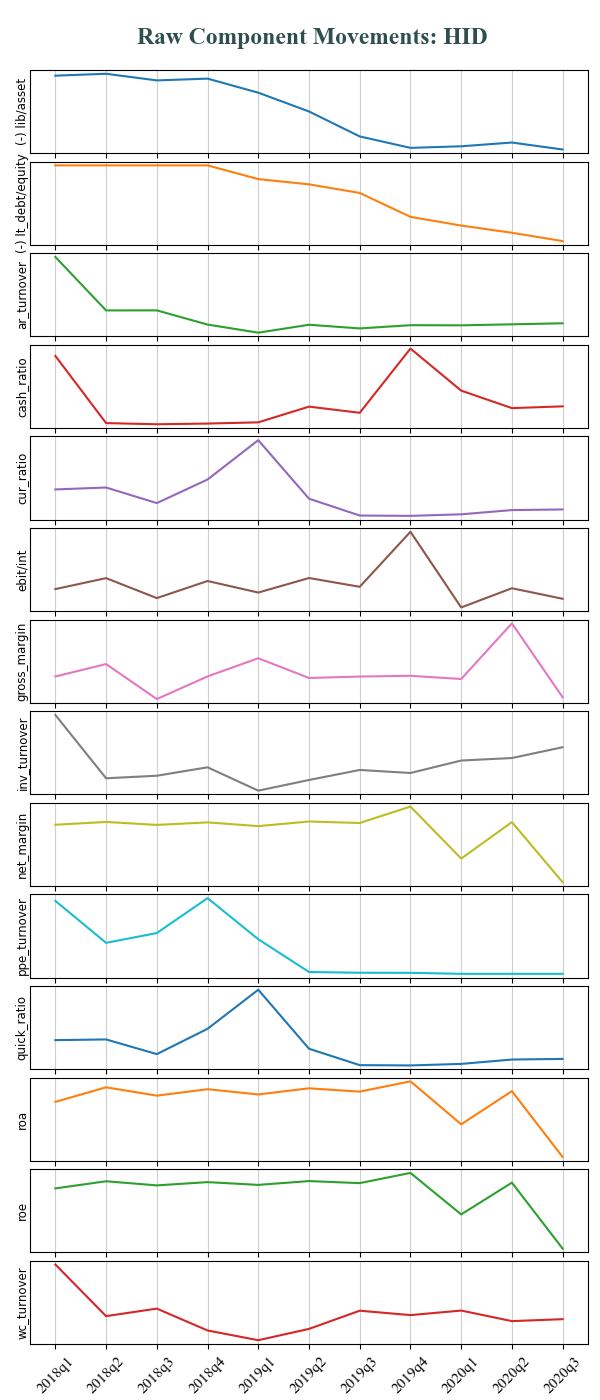 Raw Component Movements: HID
(-) lib/asset
(-) lt_debt/equity
ar_turnover
cash_ratio
cur_ratio
ebit/int
gross_margin
inv_turnover
net_margin
ppe_turnover
quick_ratio
roa
roe
wc_turnover
2018q1 2018q2 2018q3 2018q4 2019q1 2019q2 2019q3 2019q4 2020q1 2020q2 2020q3